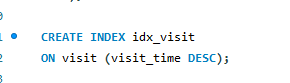 CREATE INDEX idx_visit
ON visit (visit_time DESC);